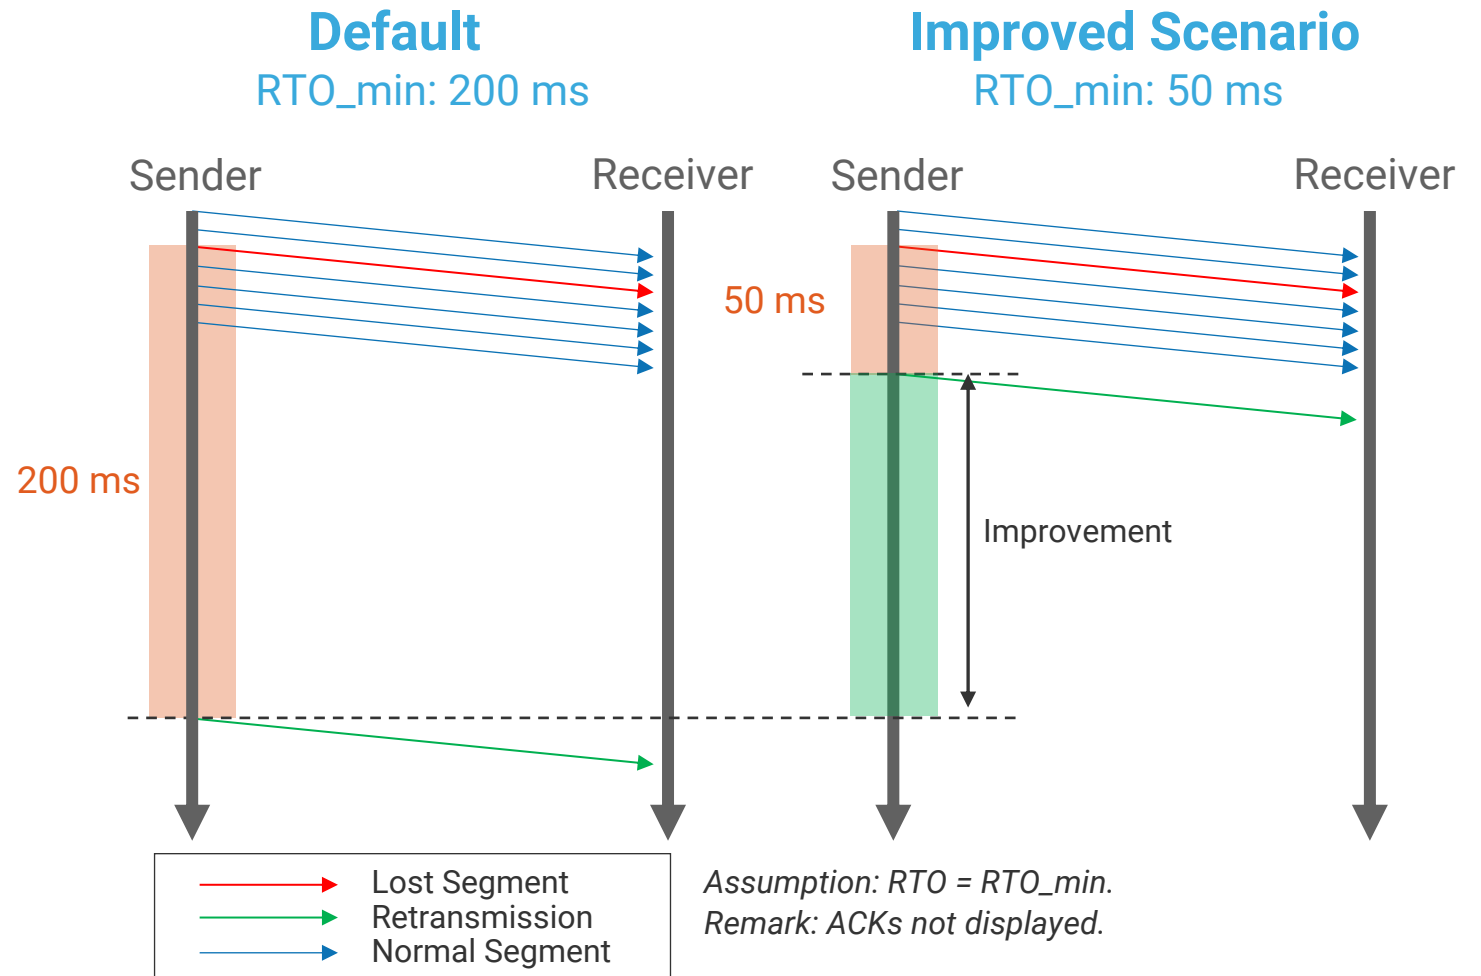 Default
RTO_min: 200 ms
Improved Scenario
RTO_min: 50 ms
Sender
Receiver
Sender
Receiver
200 ms
50 ms
Improvement
Lost Segment
Retransmission
Normal Segment
Assumption: RTO = RTO_min.
Remark: ACKs not displayed.